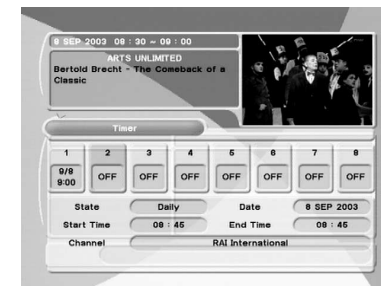 8 SEP 2003 08 : 30 ~ 09 : 00
ARTS UNLIMITED
Bertold Brecht - The Comeback of a
Classic
Timer
1 2 3 4 5 6 7 8
9/8 9:00 OFF OFF OFF OFF OFF OFF OFF
State Daily Date 8 SEP 2003
Start Time 08 : 45 End Time 08 : 45
Channel RAI International